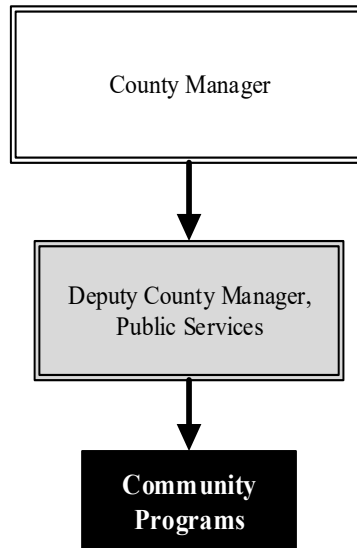 County Manager
Deputy County Manager,
Public Services
Community
Programs